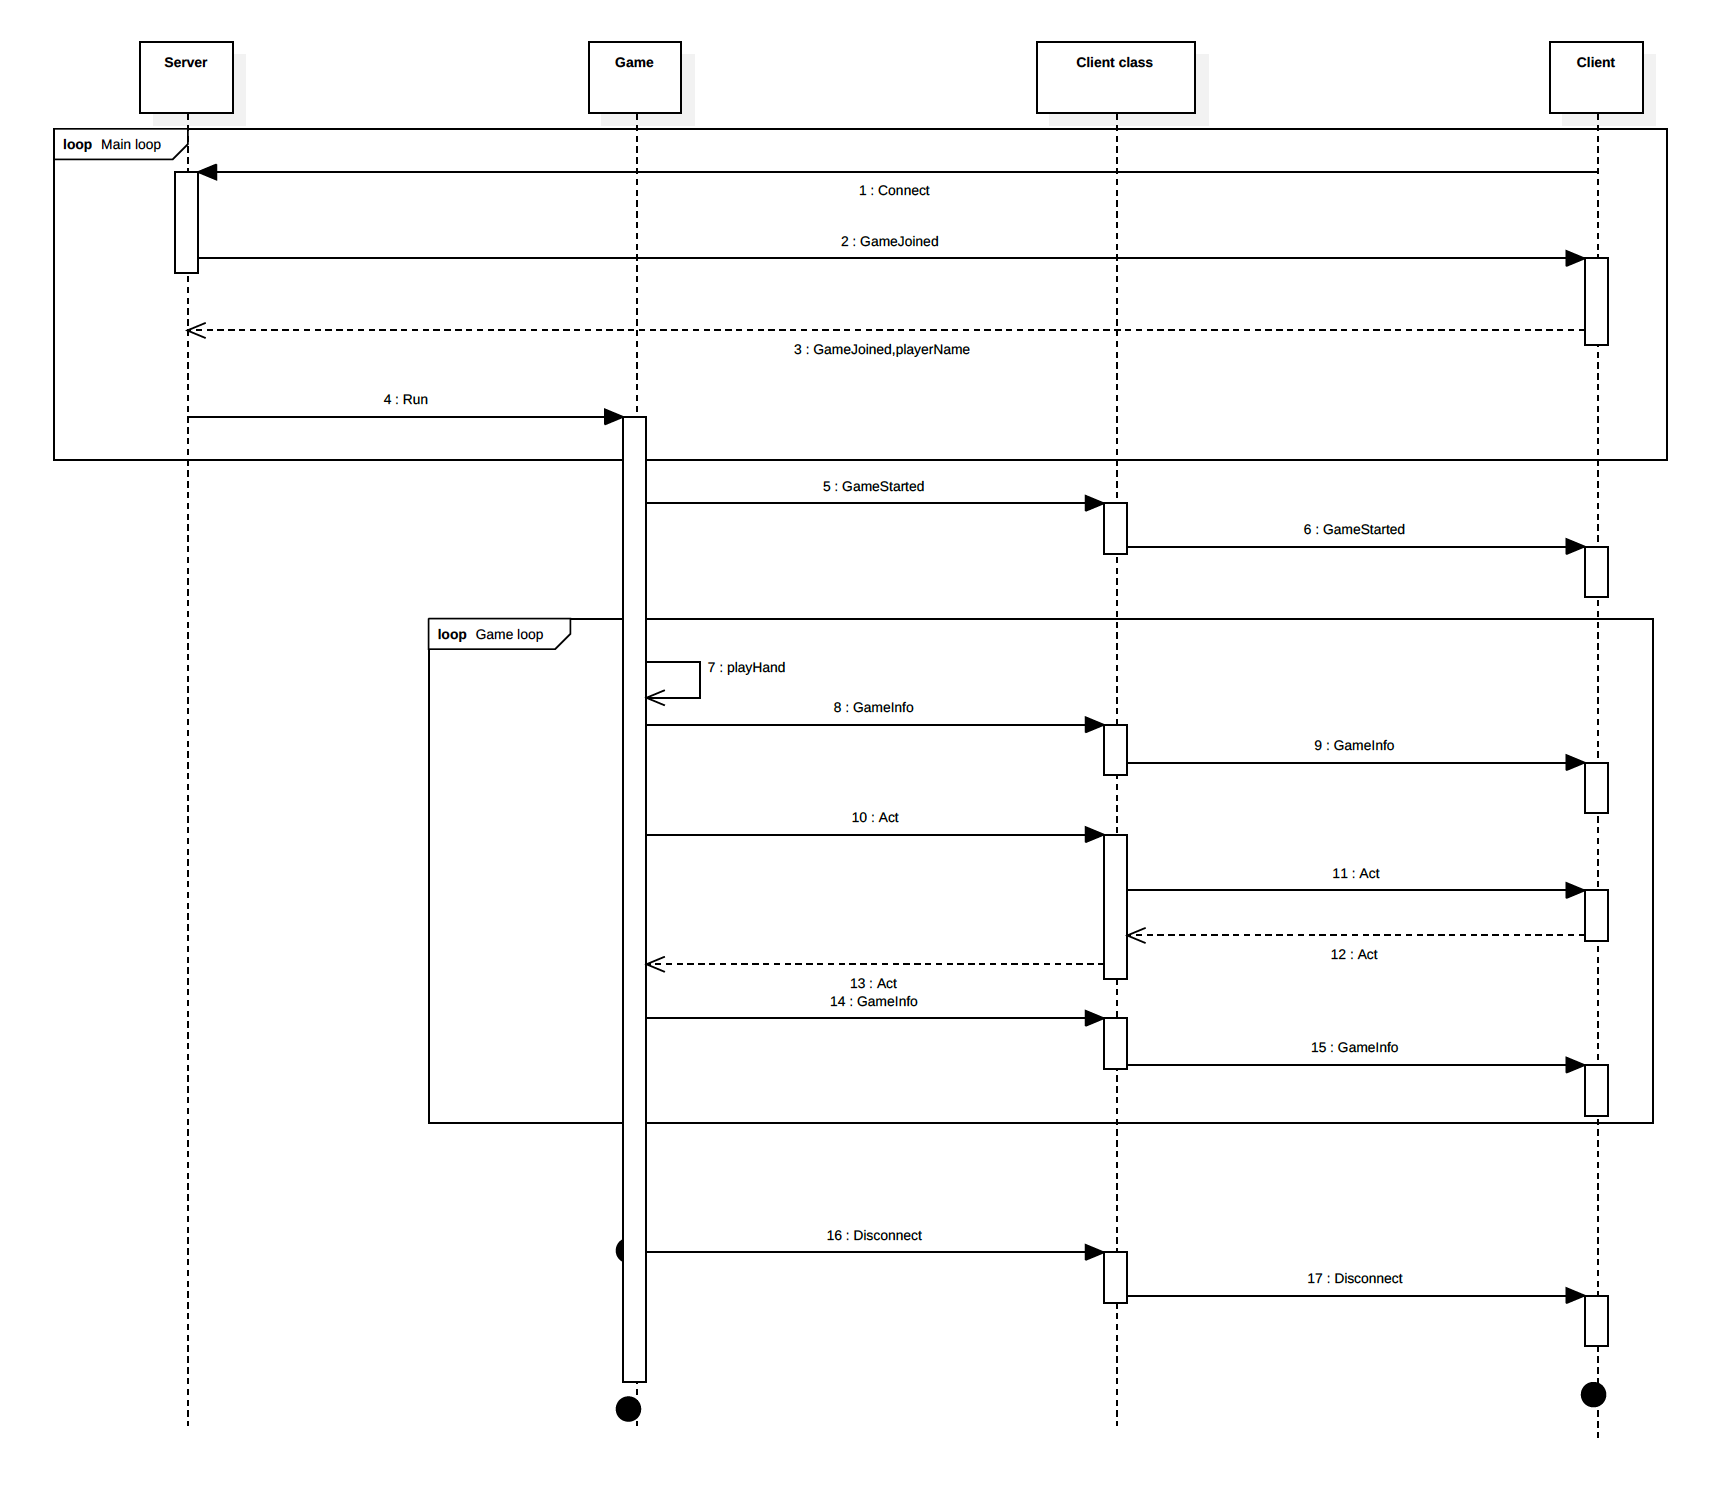 Server
Game
Client class
Client
loop Main loop
1 : Connect
2 : GameJoined
3 : GameJoined,playerName
4 : Run
5 : GameStarted
6 : GameStarted
loop Game loop
7 : playHand
8 : GameInfo
9 : GameInfo
10 : Act
11 : Act
12 : Act
13 : Act
14 : GameInfo
15 : GameInfo
16 : Disconnect
17 : Disconnect